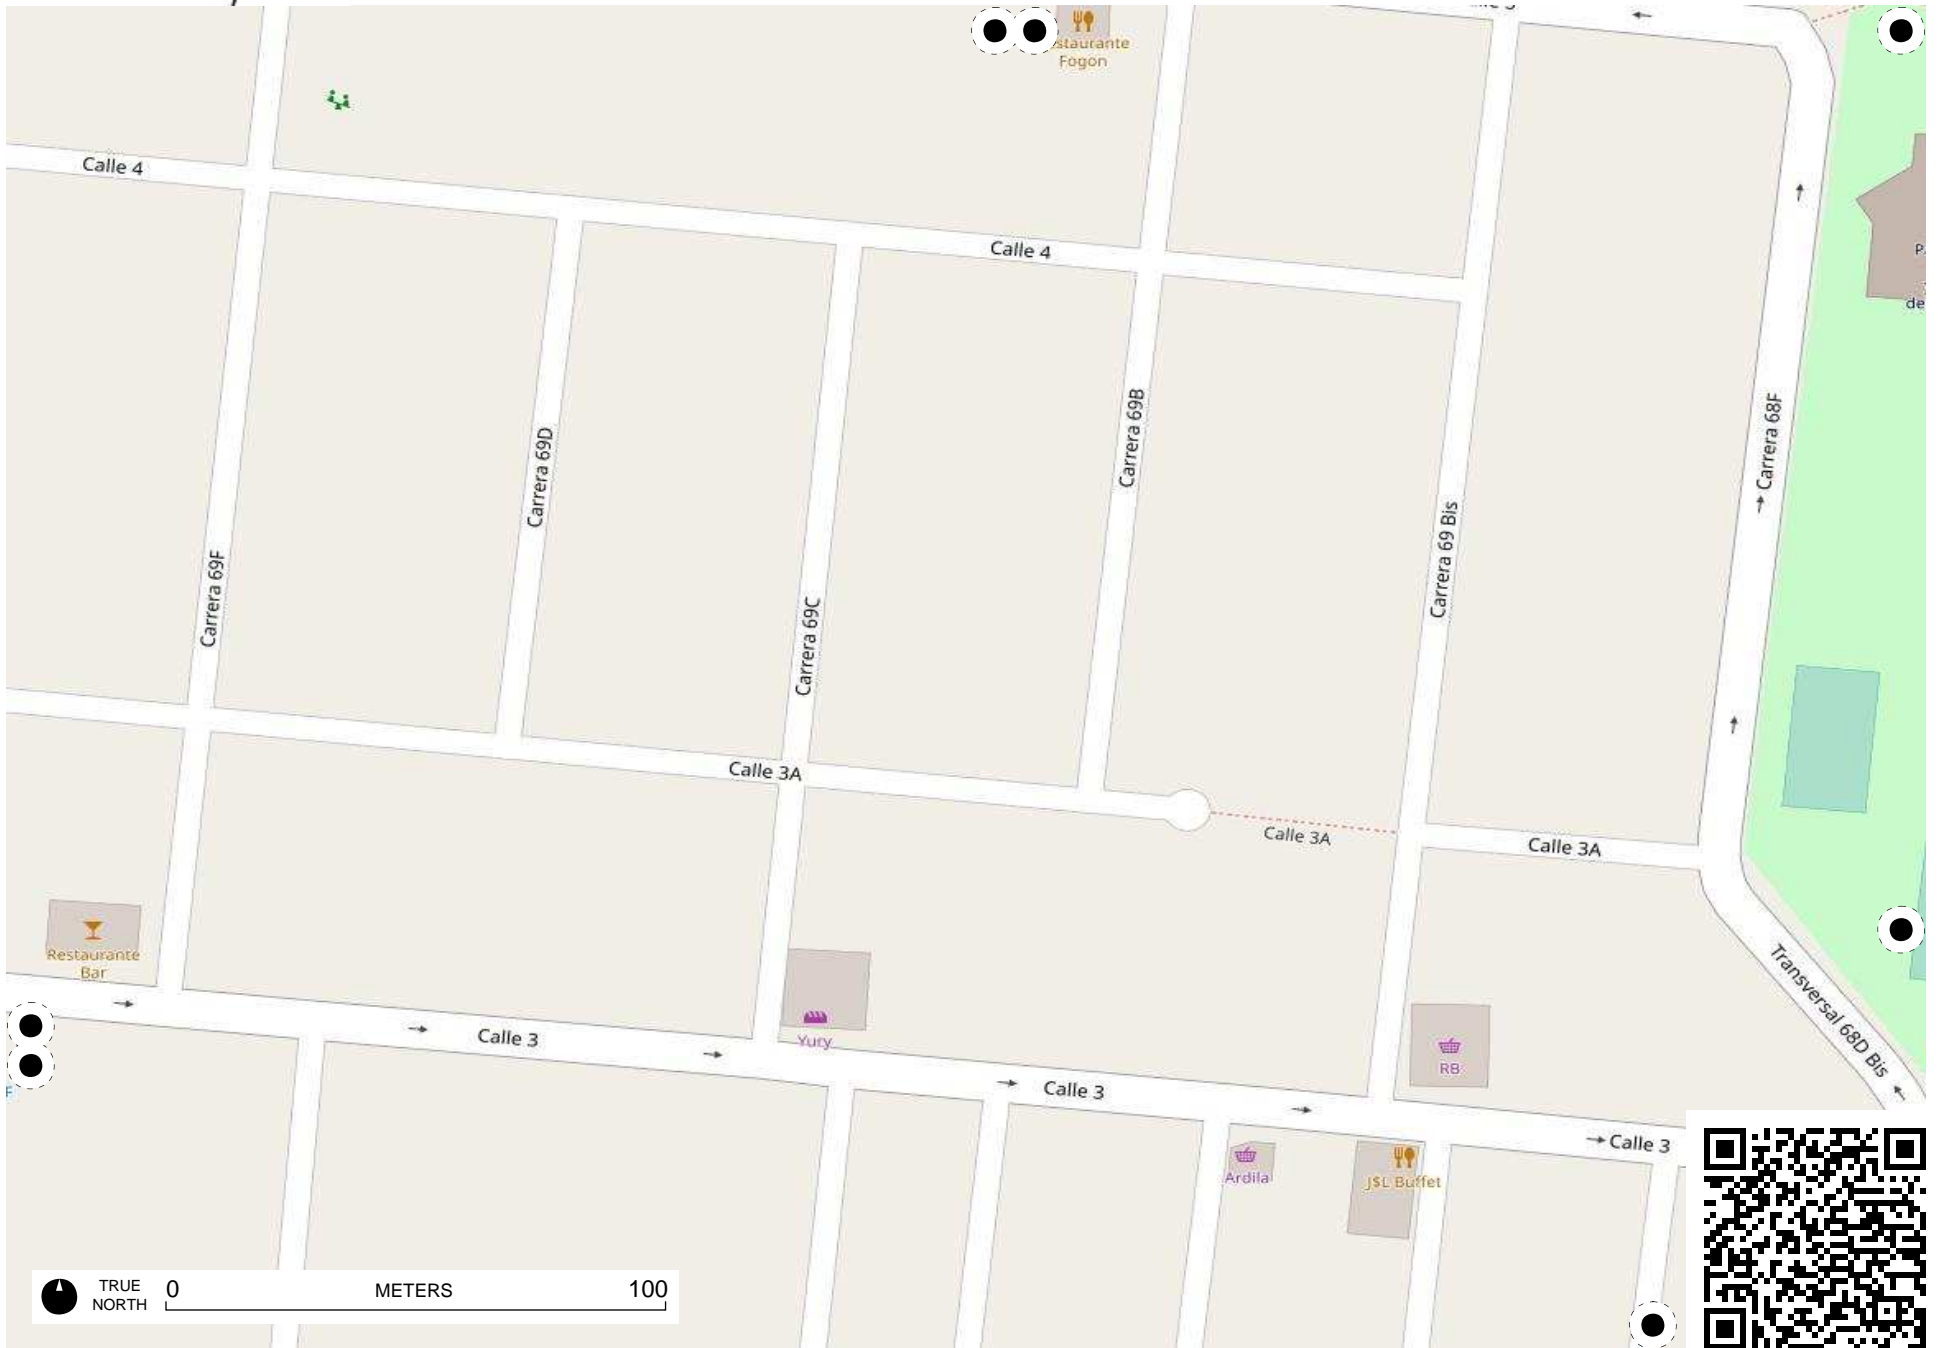 staurante
Fogon
Calle 4
Calle 4
Carrera 69F
Carrera 69D
Carrera 69C
Carrera 69B
Carrera 69 Bis
Carrera 68F
Calle 3A
Calle 3A
Calle 3A
Restaurante
Bar
Transversal 68D Bis
Calle 3
Yury
Calle 3
RB
Calle 3
Ardila
J$L Buffet
TRUE
NORTH
0
METERS
100